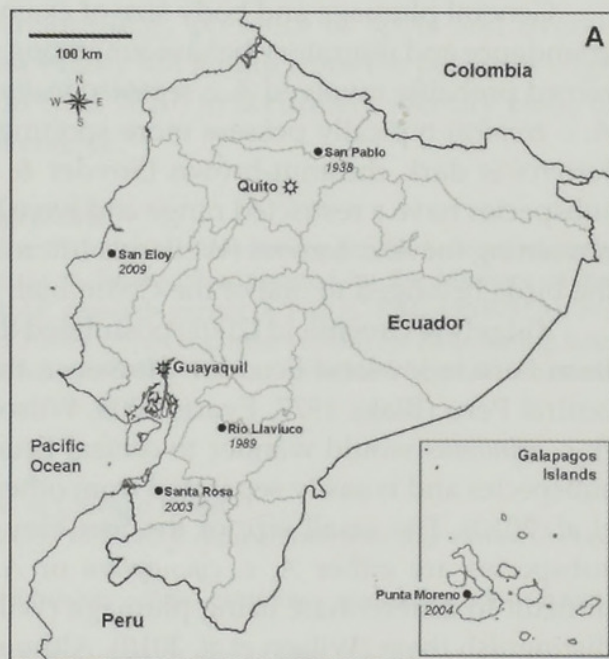 100 km
A
Colombia
N
W E
S
San Pablo
1938
Quito
San Eloy
2009
Ecuador
Guayaquil
Rio Llaviuco
1989
Pacific
Ocean
Galapagos
Islands
Santa Rosa
2003
Punta Moreno
2004
Peru